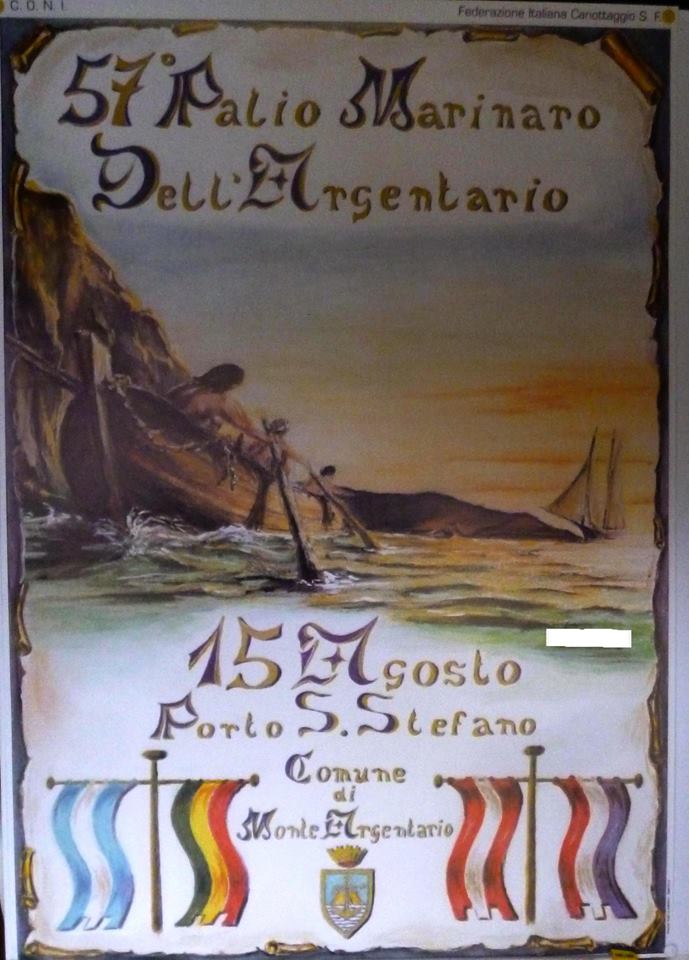 C.O.N.I.
Federazione Italiana Canottaggio S. F.
57° Palio Marinaro
Dell'Argentario
15 Agosto
Porto S. Stefano
Comune
di
Monte Argentario